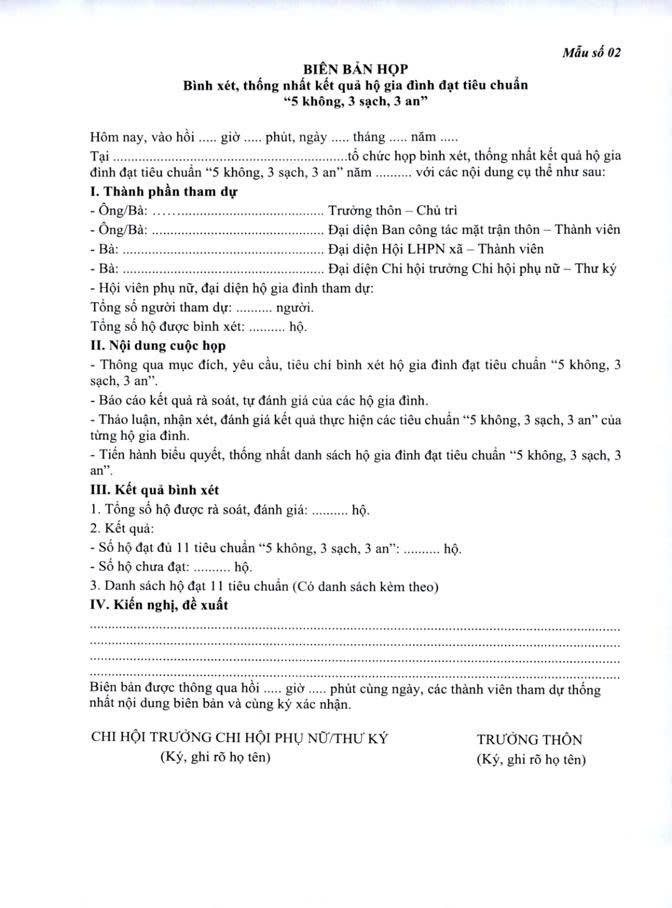 Mẫu số 02
BIÊN BẢN HỌP
Bình xét, thống nhất kết quả hộ gia đình đạt tiêu chuẩn
“5 không, 3 sạch, 3 an”
Hôm nay, vào hồi ..... giờ ..... phút, ngày ..... tháng ..... năm .....
Tại ................................................................tổ chức họp bình xét, thống nhất kết quả hộ gia
đình đạt tiêu chuẩn “5 không, 3 sạch, 3 an” năm .......... với các nội dung cụ thể như sau:
I. Thành phần tham dự
- Ông/Bà: ................................................ Trưởng thôn – Chủ trì
- Ông/Bà: ................................................ Đại diện Ban công tác mặt trận thôn – Thành viên
- Bà: ........................................................ Đại diện Hội LHPN xã – Thành viên
- Bà: ........................................................ Đại diện Chi hội trưởng Chi hội phụ nữ – Thư ký
- Hội viên phụ nữ, đại diện hộ gia đình tham dự:
Tổng số người tham dự: .......... người.
Tổng số hộ được bình xét: .......... hộ.
II. Nội dung cuộc họp
- Thông qua mục đích, yêu cầu, tiêu chí bình xét hộ gia đình đạt tiêu chuẩn “5 không, 3
sạch, 3 an”.
- Báo cáo kết quả rà soát, tự đánh giá của các hộ gia đình.
- Thảo luận, nhận xét, đánh giá kết quả thực hiện các tiêu chuẩn “5 không, 3 sạch, 3 an” của
từng hộ gia đình.
- Tiến hành biểu quyết, thống nhất danh sách hộ gia đình đạt tiêu chuẩn “5 không, 3 sạch, 3
an”.
III. Kết quả bình xét
1. Tổng số hộ được rà soát, đánh giá: .......... hộ.
2. Kết quả:
- Số hộ đạt đủ 11 tiêu chuẩn “5 không, 3 sạch, 3 an”: .......... hộ.
- Số hộ chưa đạt: .......... hộ.
3. Danh sách hộ đạt 11 tiêu chuẩn (Có danh sách kèm theo)
IV. Kiến nghị, đề xuất
....................................................................................................
....................................................................................................
....................................................................................................
....................................................................................................
Biên bản được thông qua hồi ..... giờ ..... phút cùng ngày, các thành viên tham dự thống
nhất nội dung biên bản và cùng ký xác nhận.
CHI HỘI TRƯỞNG CHI HỘI PHỤ NỮ/THƯ KÝ
(Ký, ghi rõ họ tên)
TRƯỞNG THÔN
(Ký, ghi rõ họ tên)